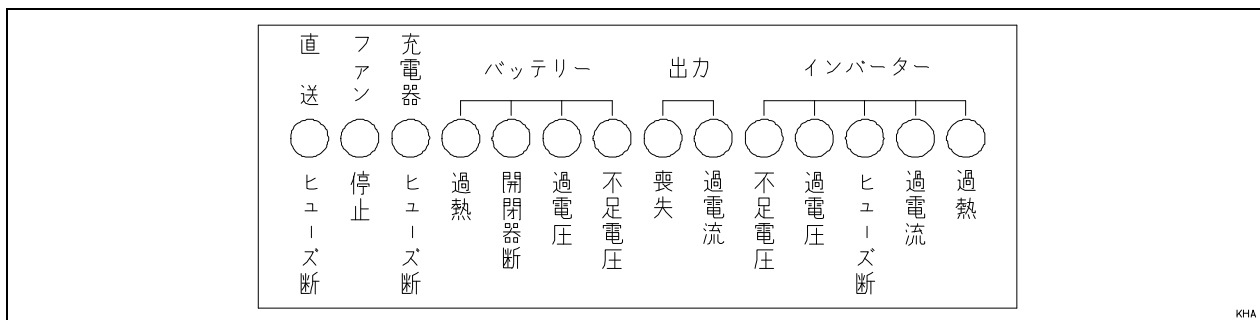 直送
ファン
充電器
バッテリー
出力
インバーター
ヒューズ断
停止
ヒューズ断
過熱
開閉器断
過電圧
不足電圧
喪失
過電流
不足電圧
過電圧
ヒューズ断
過電流
過熱
KHA